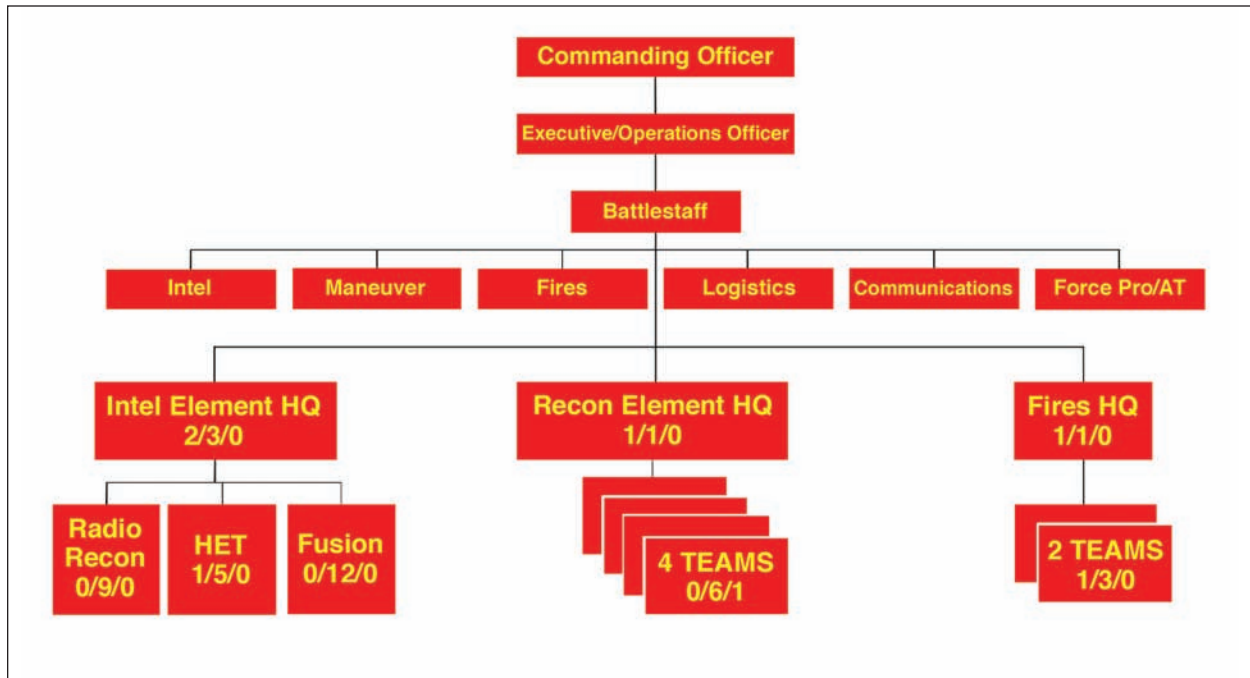 Commanding Officer
Executive/Operations Officer
Battlestaff
Intel
Maneuver
Fires
Logistics
Communications
Force Pro/AT
Intel Element HQ
2/3/0
Recon Element HQ
1/1/0
Fires HQ
1/1/0
Radio
Recon
0/9/0
HET
1/5/0
Fusion
0/12/0
4 TEAMS
0/6/1
2 TEAMS
1/3/0